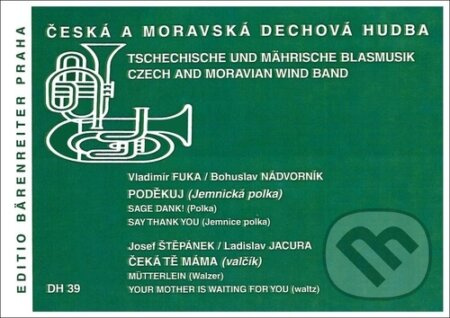 EDITIO BÄRENREITER PRAHA
ČESKÁ A MORAVSKÁ DECHOVÁ HUDBA
TSCHECHISCHE UND MÄHRISCHE BLASMUSIK
CZECH AND MORAVIAN WIND BAND
Vladimír FUKA / Bohuslav NÁDVORNÍK
PODĚKUJ (Jemnická polka)
SAGE DANK! (Polka)
SAY THANK YOU (Jemnice polka)
Josef ŠTĚPÁNEK / Ladislav JACURA
ČEKÁ TĚ MÁMA (valčík)
MÜTTERLEIN (Walzer)
YOUR MOTHER IS WAITING FOR YOU (waltz)
DH 39